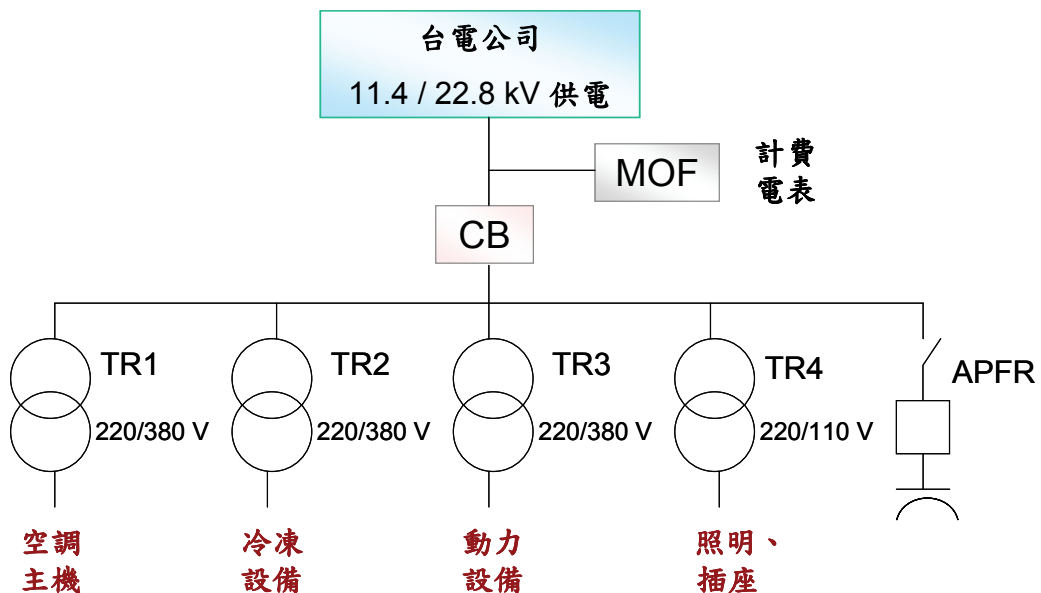 台電公司
11.4 / 22.8 kV 供電
MOF
計費
電表
CB
TR1
TR2
TR3
TR4
APFR
220/380 V
220/380 V
220/380 V
220/110 V
空調
主機
冷凍
設備
動力
設備
照明、
插座